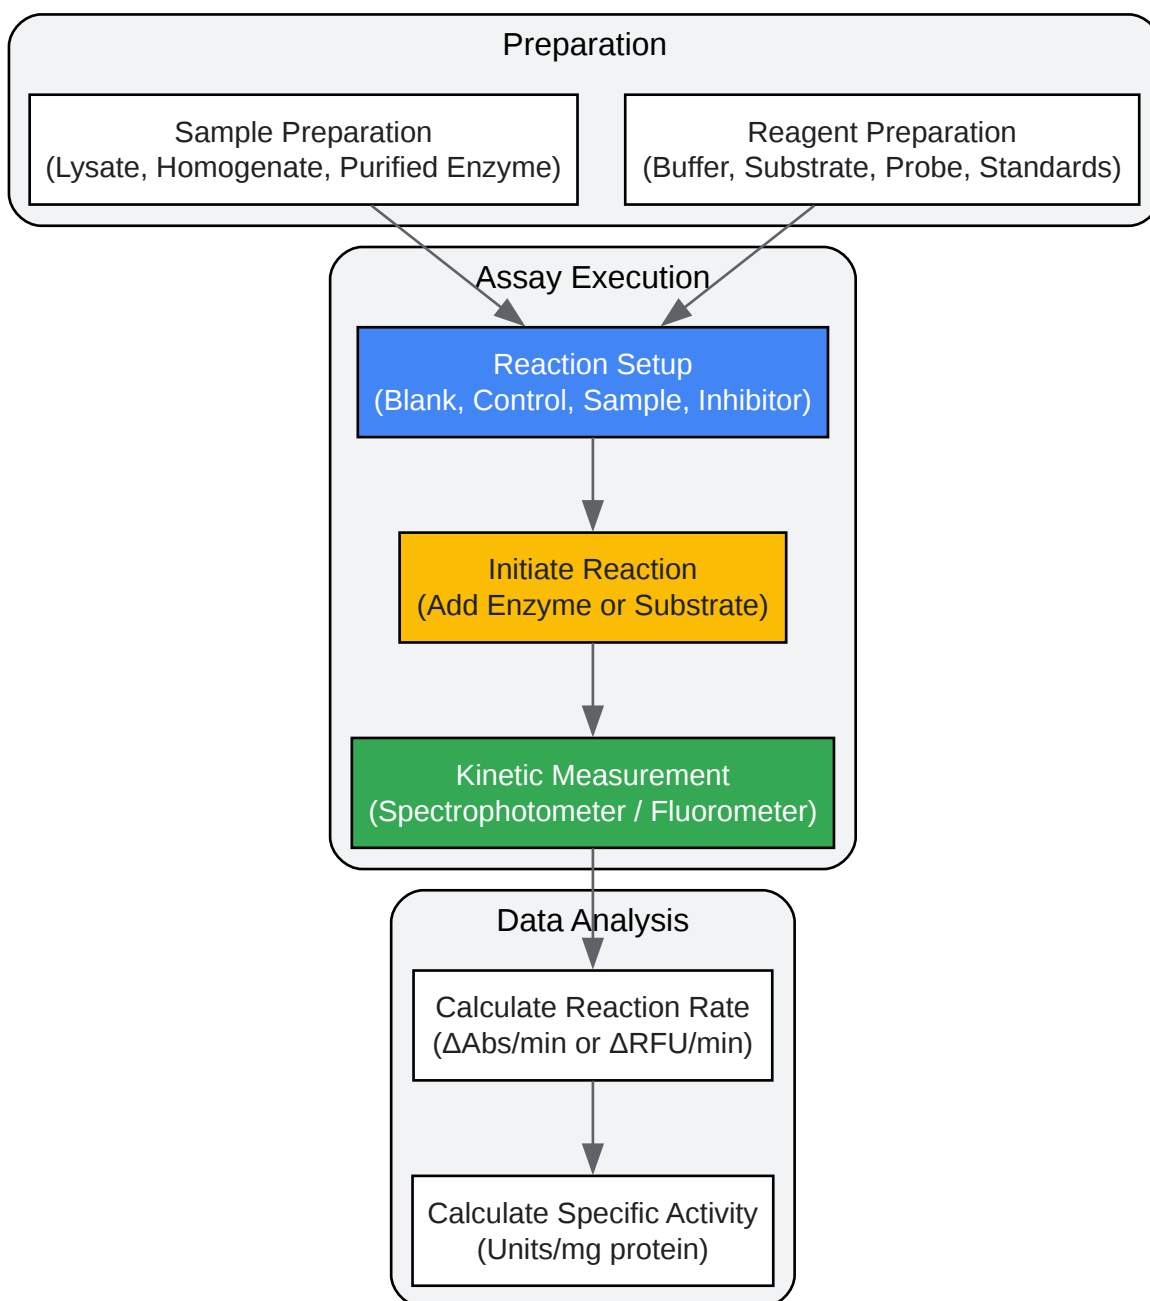 Preparation
Sample Preparation
(Lysate, Homogenate, Purified Enzyme)
Reagent Preparation
(Buffer, Substrate, Probe, Standards)
Assay Execution
Reaction Setup
(Blank, Control, Sample, Inhibitor)
Initiate Reaction
(Add Enzyme or Substrate)
Kinetic Measurement
(Spectrophotometer / Fluorometer)
Data Analysis
Calculate Reaction Rate
(ΔAbs/min or ΔRFU/min)
Calculate Specific Activity
(Units/mg protein)